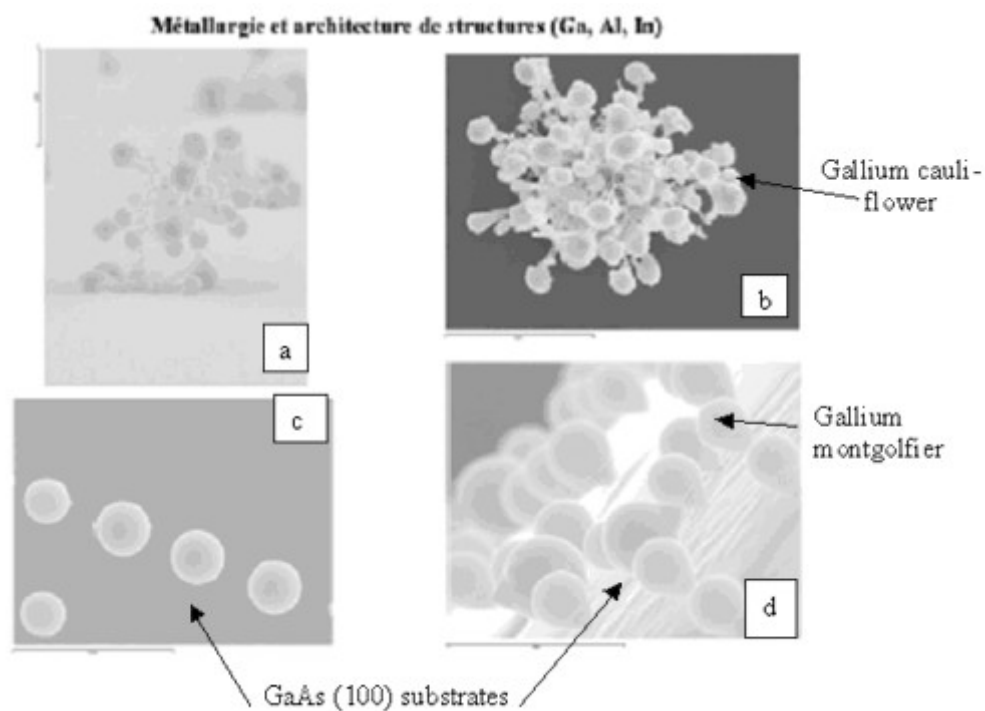 Métallurgie et architecture de structures (Ga, Al, In)
Gallium cauli-
flower
b
a
c
Gallium
montgolfier
d
GaAs (100) substrates